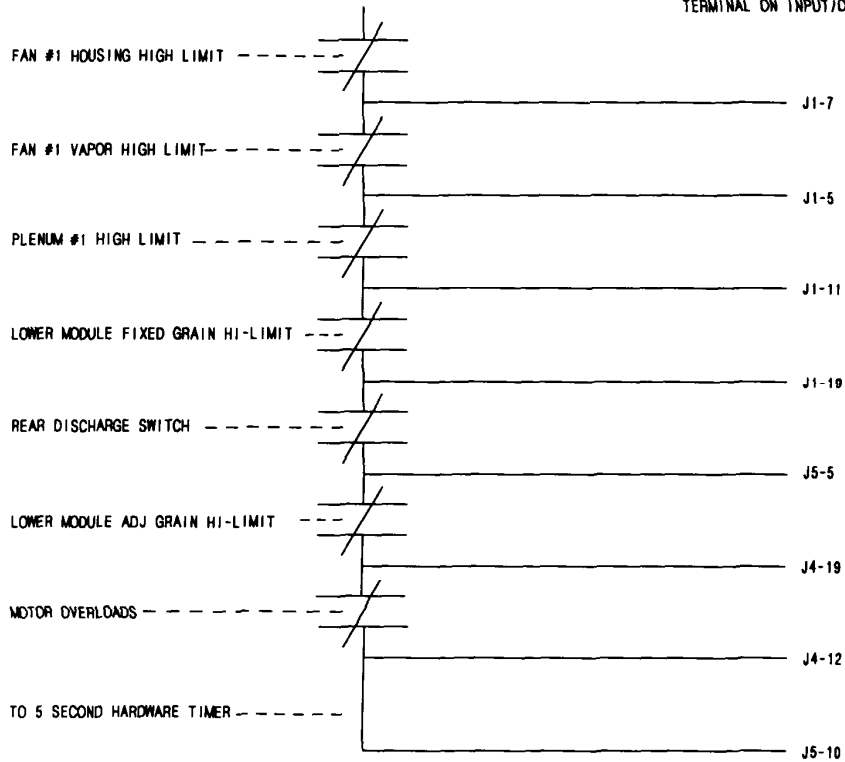 TERMINAL ON INPUT/O
FAN #1 HOUSING HIGH LIMIT
J1-7
FAN #1 VAPOR HIGH LIMIT
J1-5
PLENUM #1 HIGH LIMIT
J1-11
LOWER MODULE FIXED GRAIN HI-LIMIT
J1-19
REAR DISCHARGE SWITCH
J5-5
LOWER MODULE ADJ GRAIN HI-LIMIT
J4-19
MOTOR OVERLOADS
J4-12
TO 5 SECOND HARDWARE TIMER
J5-10